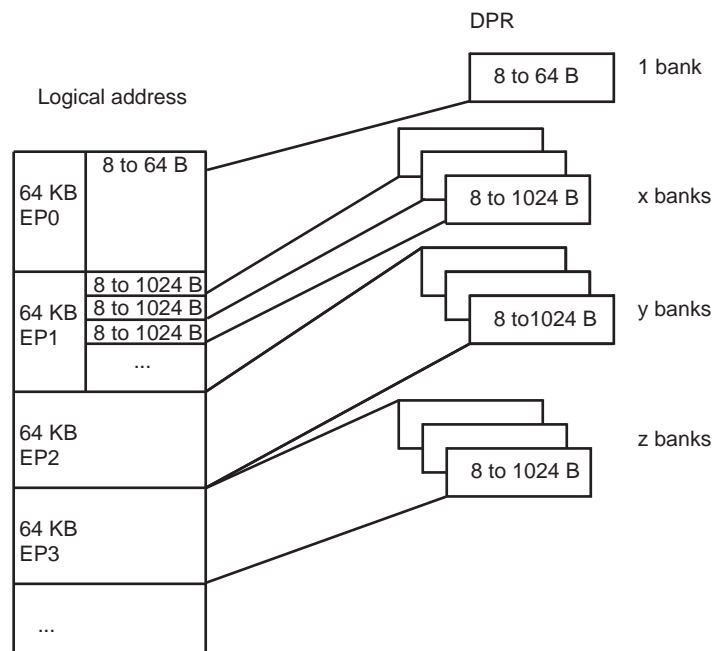 DPR
1 bank
8 to 64 B
Logical address
8 to 64 B
64 KB
EP0
x banks
8 to 1024 B
8 to 1024 B
8 to 1024 B
8 to 1024 B
64 KB
EP1
...
y banks
8 to1024 B
64 KB
EP2
z banks
8 to 1024 B
64 KB
EP3
...